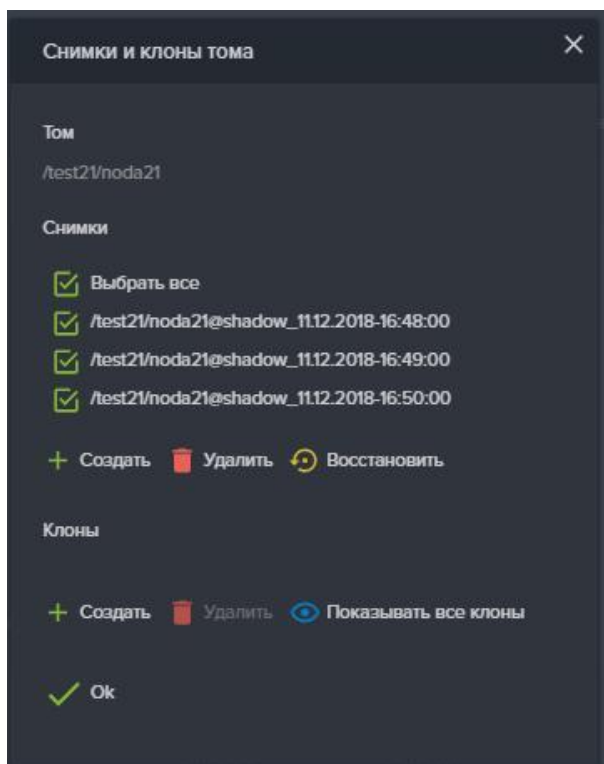 Снимки и клоны тома
Том
/test21/noda21
Снимки
Выбрать все
/test21/noda21@shadow_11.12.2018-16:48:00
/test21/noda21@shadow_11.12.2018-16:49:00
/test21/noda21@shadow_11.12.2018-16:50:00
Создать Удалить Восстановить
Клоны
Создать Удалить Показывать все клоны
Ok